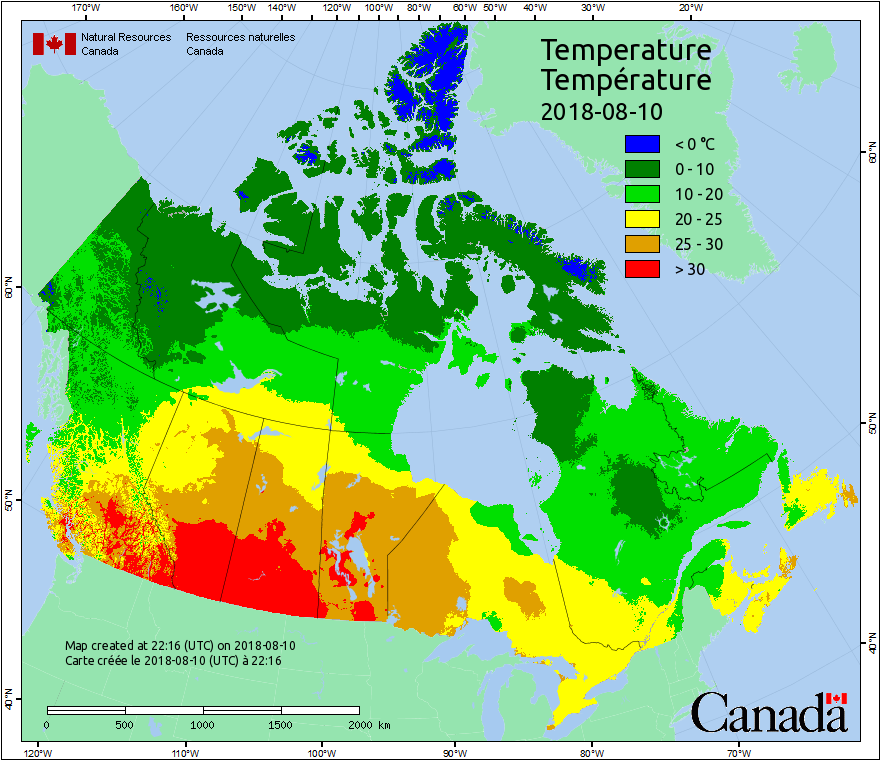 170°W 160°W 150°W 140°W 130°W 120°W 110°W 100°W 80°W 60°W 50°W 40°W 30°W 20°W
Natural Resources Canada
Ressources naturelles Canada
Temperature
Température
2018-08-10
< 0 °C
0 - 10
10 - 20
20 - 25
25 - 30
> 30
60°N
50°N
40°N
60°N
50°N
40°N
Map created at 22:16 (UTC) on 2018-08-10
Carte créée le 2018-08-10 (UTC) à 22:16
0 500 1000 1500 2000 km
Canada
120°W 110°W 100°W 90°W 80°W 70°W